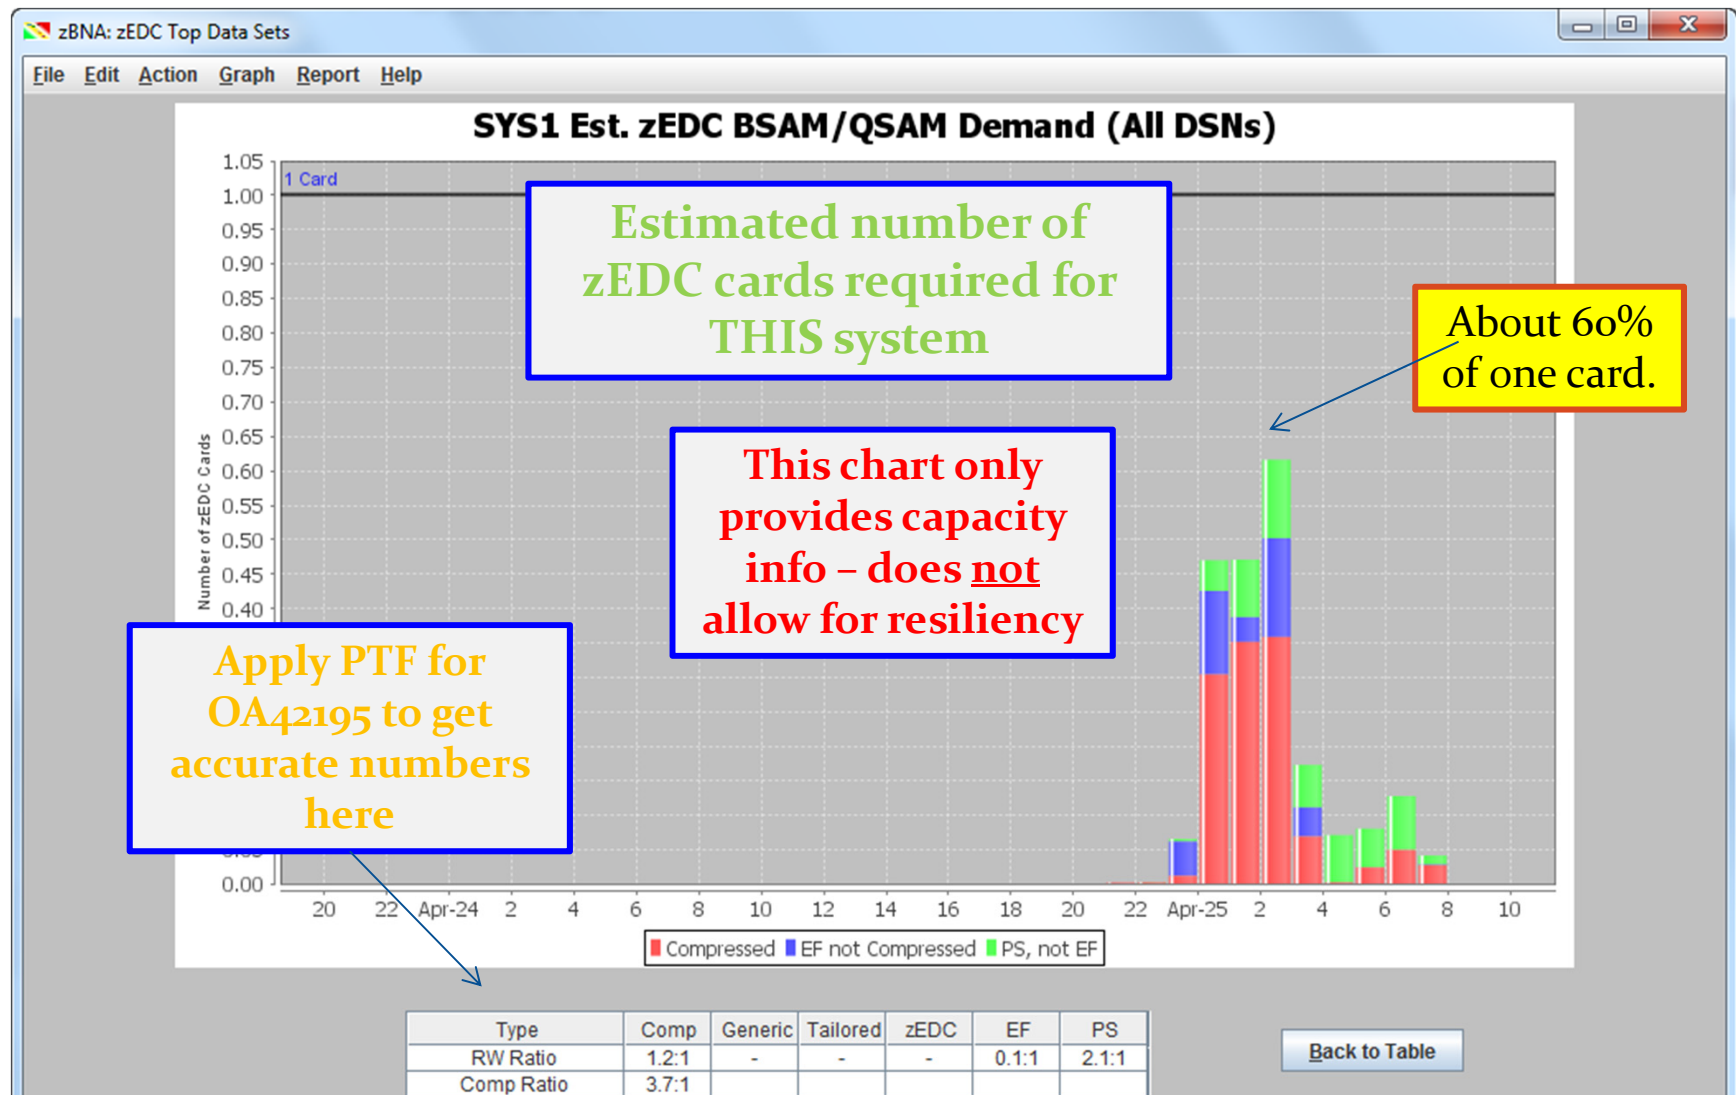 zBNA: zEDC Top Data Sets
File Edit Action Graph Report Help
SYS1 Est. zEDC BSAM/QSAM Demand (All DSNs)
1.05
1 Card
1.00
0.95
0.90
0.85
0.80
0.75
0.70
0.65
0.60
0.55
0.50
0.45
0.40
0.00
Number of zEDC Cards
Estimated number of
zEDC cards required for
THIS system
About 60%
of one card.
This chart only
provides capacity
info – does not
allow for resiliency
Apply PTF for
OA42195 to get
accurate numbers
here
20 22 Apr-24 2 4 6 8 10 12 14 16 18 20 22 Apr-25 2 4 6 8 10
Compressed EF not Compressed PS, not EF
Type Comp Generic Tailored zEDC EF PS
RW Ratio 1.2:1 - - - 0.1:1 2.1:1
Comp Ratio 3.7:1
Back to Table